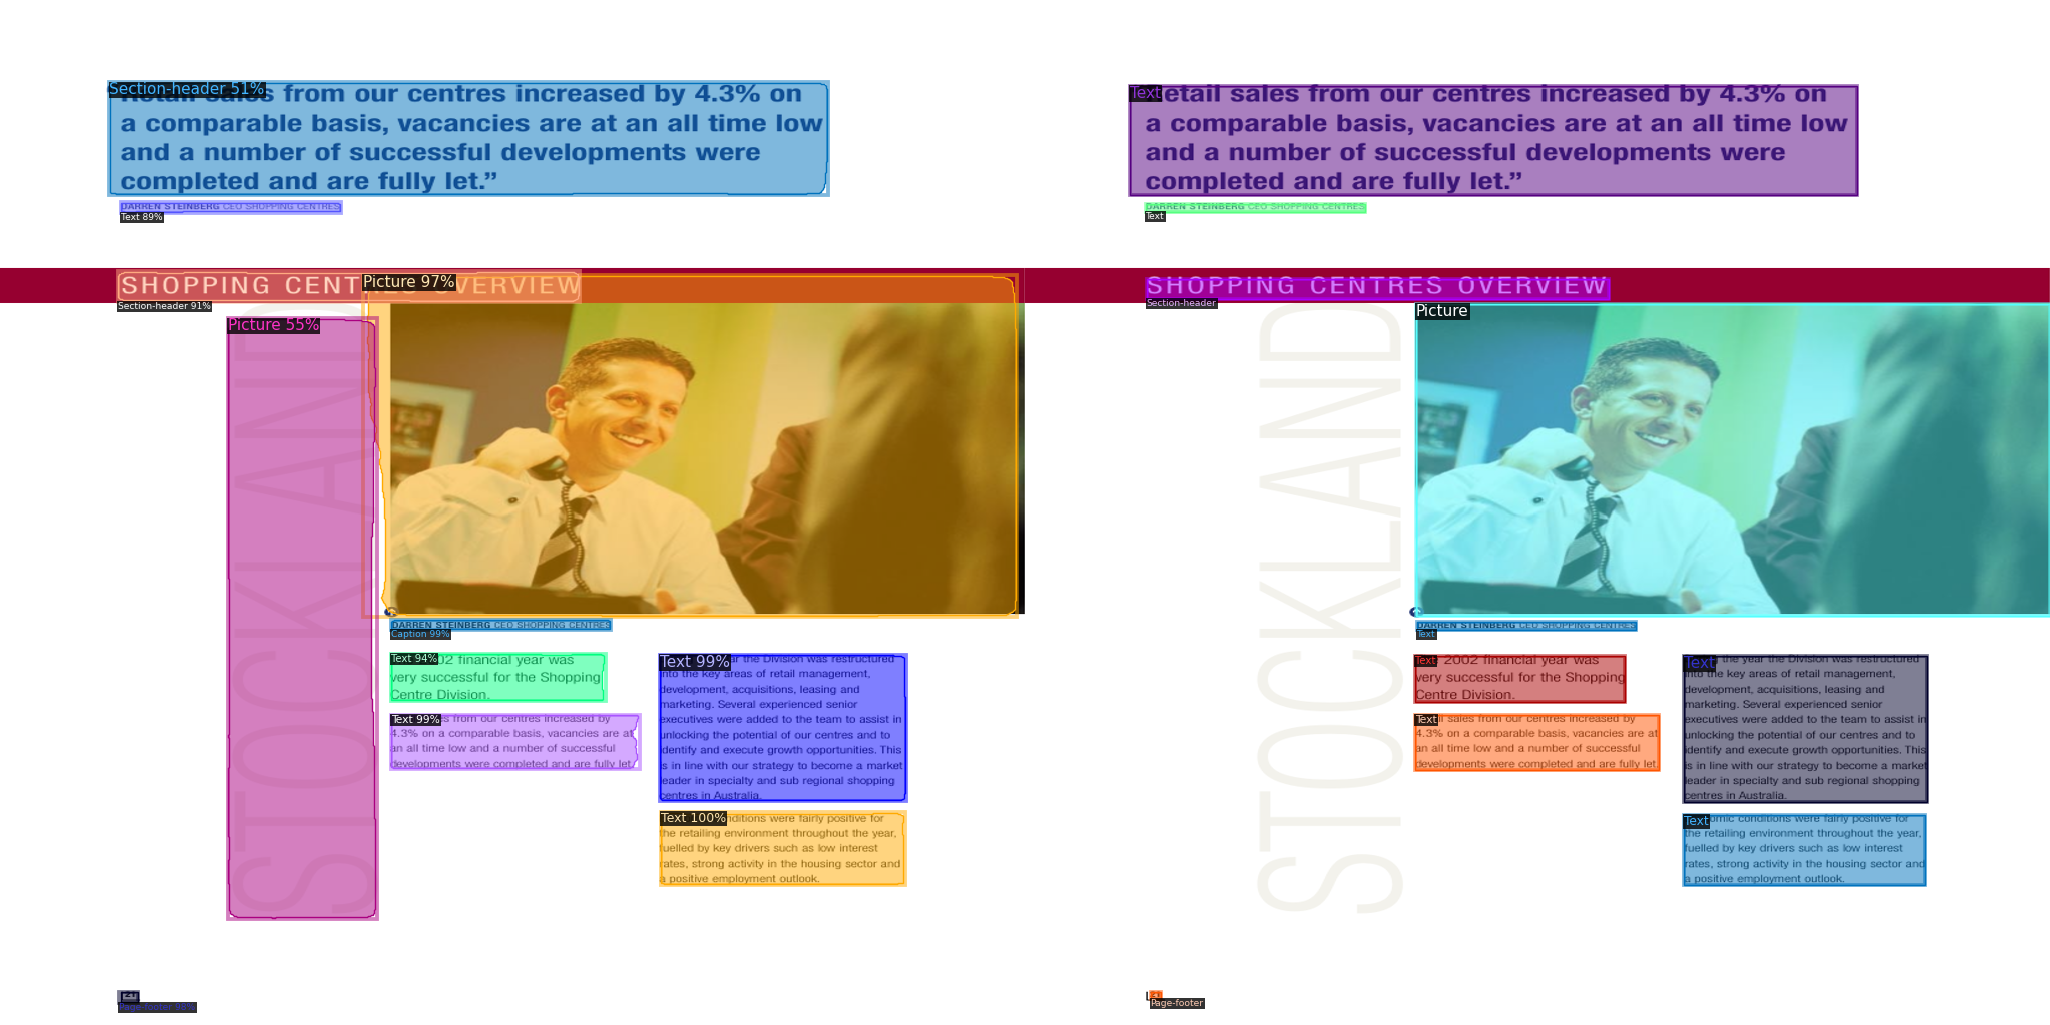 Section-header 51%
sales from our centres increased by 4.3% on
a comparable basis, vacancies are at an all time low
and a number of successful developments were
completed and are fully let.”
DARREN STEINBERG CEO SHOPPING CENTRES
Text 89%
SHOPPING CENTRES OVERVIEW
Picture 97%
Section-header 91%
Picture 55%
STOCKLAND
DARREN STEINBERG CEO SHOPPING CENTRES
Caption 99%
Text 94%
financial year was
very successful for the Shopping
Centre Division.
Text 99%
from our centres increased by
4.3% on a comparable basis, vacancies are at
an all time low and a number of successful
developments were completed and are fully let.
Text 99%
the Division was restructured
into the key areas of retail management,
development, acquisitions, leasing and
marketing. Several experienced senior
executives were added to the team to assist in
unlocking the potential of our centres and to
identify and execute growth opportunities. This
is in line with our strategy to become a market
leader in specialty and sub regional shopping
centres in Australia.
Text 100%
were fairly positive for
the retailing environment throughout the year,
fuelled by key drivers such as low interest
rates, strong activity in the housing sector and
a positive employment outlook.
Text
etail sales from our centres increased by 4.3% on
a comparable basis, vacancies are at an all time low
and a number of successful developments were
completed and are fully let.”
DARREN STEINBERG CEO SHOPPING CENTRES
Text
SHOPPING CENTRES OVERVIEW
Section-header
Picture
STOCKLAND
DARREN STEINBERG CEO SHOPPING CENTRES
Text
Text
2002 financial year was
very successful for the Shopping
Centre Division.
Text
sales from our centres increased by
4.3% on a comparable basis, vacancies are at
an all time low and a number of successful
developments were completed and are fully let.
Text
the year the Division was restructured
into the key areas of retail management,
development, acquisitions, leasing and
marketing. Several experienced senior
executives were added to the team to assist in
unlocking the potential of our centres and to
identify and execute growth opportunities. This
is in line with our strategy to become a market
leader in specialty and sub regional shopping
centres in Australia.
Text
conditions were fairly positive for
the retailing environment throughout the year,
fuelled by key drivers such as low interest
rates, strong activity in the housing sector and
a positive employment outlook.
Page-footer